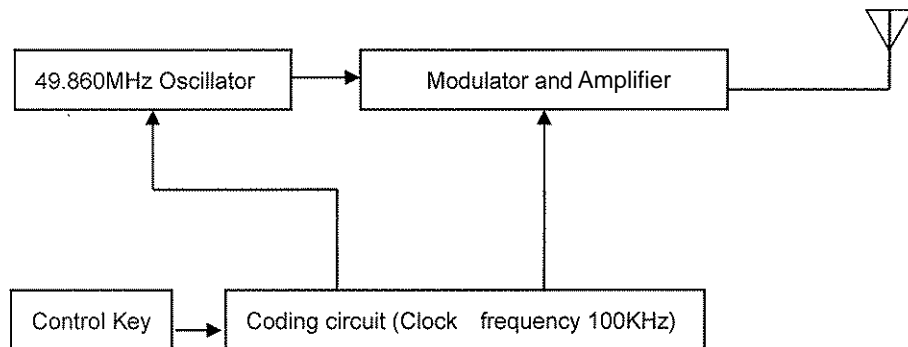 49.860MHz Oscillator
Modulator and Amplifier
Control Key
Coding circuit (Clock frequency 100KHz)